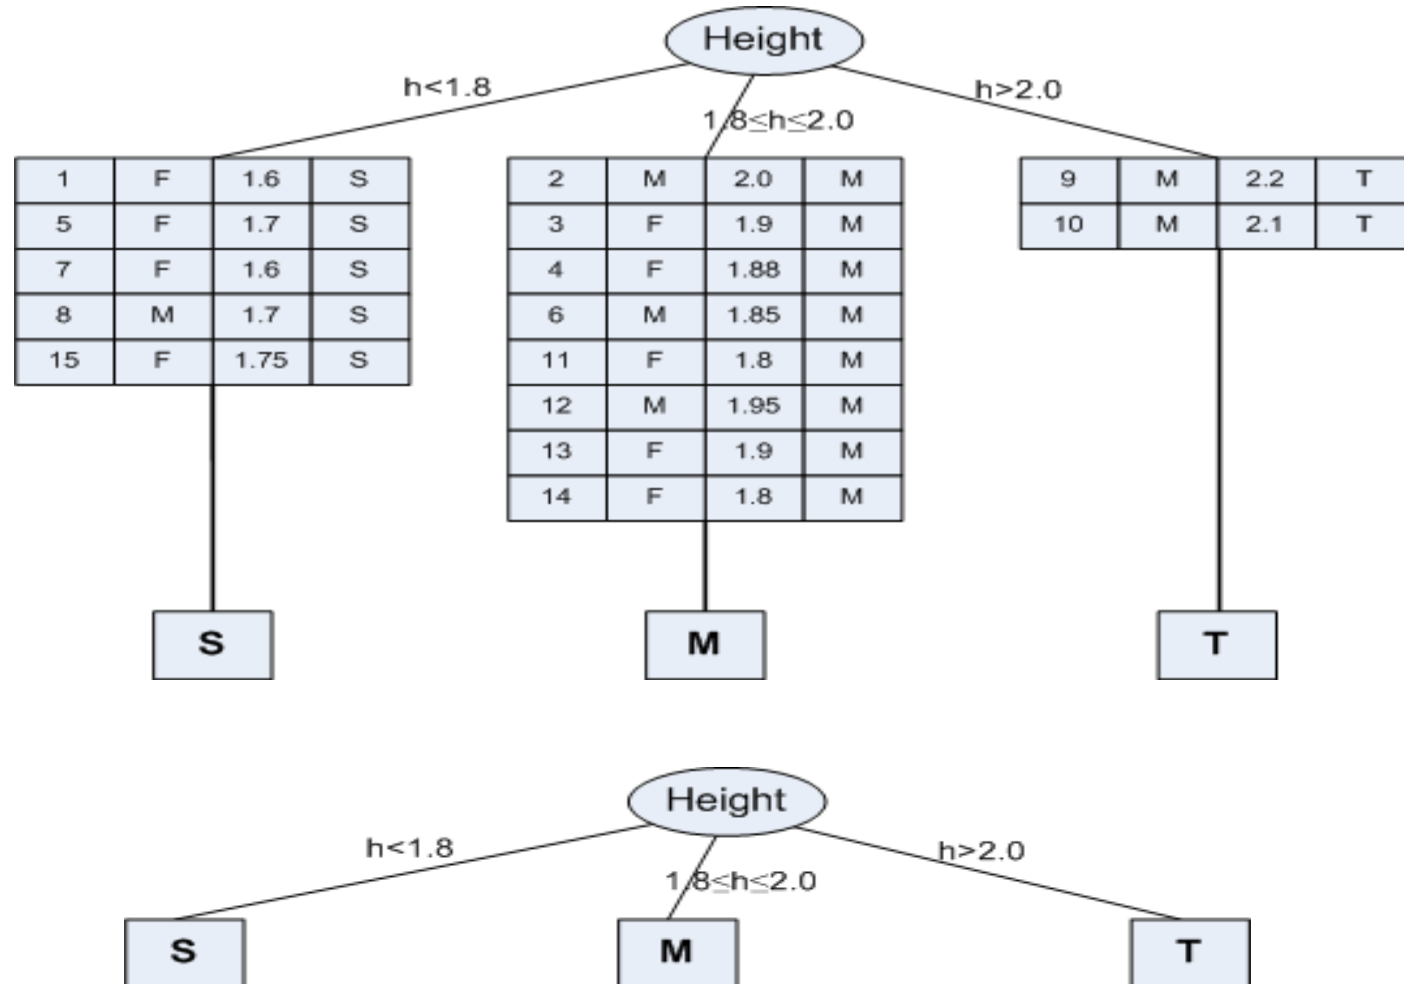 Height
h<1.8
1.8≤h≤2.0
h>2.0
1 F 1.6 S
5 F 1.7 S
7 F 1.6 S
8 M 1.7 S
15 F 1.75 S
2 M 2.0 M
3 F 1.9 M
4 F 1.88 M
6 M 1.85 M
11 F 1.8 M
12 M 1.95 M
13 F 1.9 M
14 F 1.8 M
9 M 2.2 T
10 M 2.1 T
S
M
T
Height
h<1.8
1.8≤h≤2.0
h>2.0
S
M
T